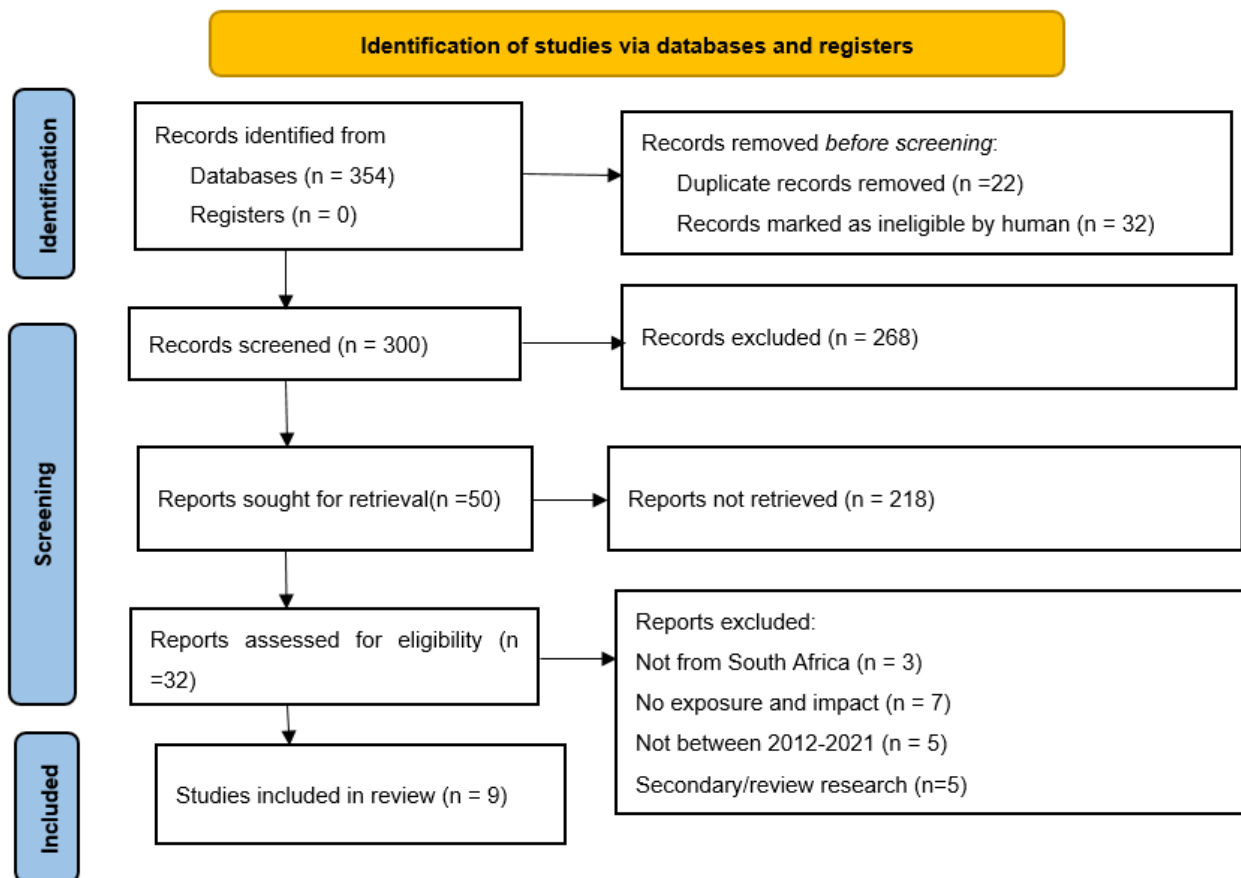 Identification of studies via databases and registers
Identification
Records identified from
Databases (n = 354)
Registers (n = 0)
Records removed before screening:
Duplicate records removed (n =22)
Records marked as ineligible by human (n = 32)
Screening
Records screened (n = 300)
Records excluded (n = 268)
Reports sought for retrieval(n =50)
Reports not retrieved (n = 218)
Reports assessed for eligibility (n
=32)
Reports excluded:
Not from South Africa (n = 3)
No exposure and impact (n = 7)
Not between 2012-2021 (n = 5)
Secondary/review research (n=5)
Included
Studies included in review (n = 9)